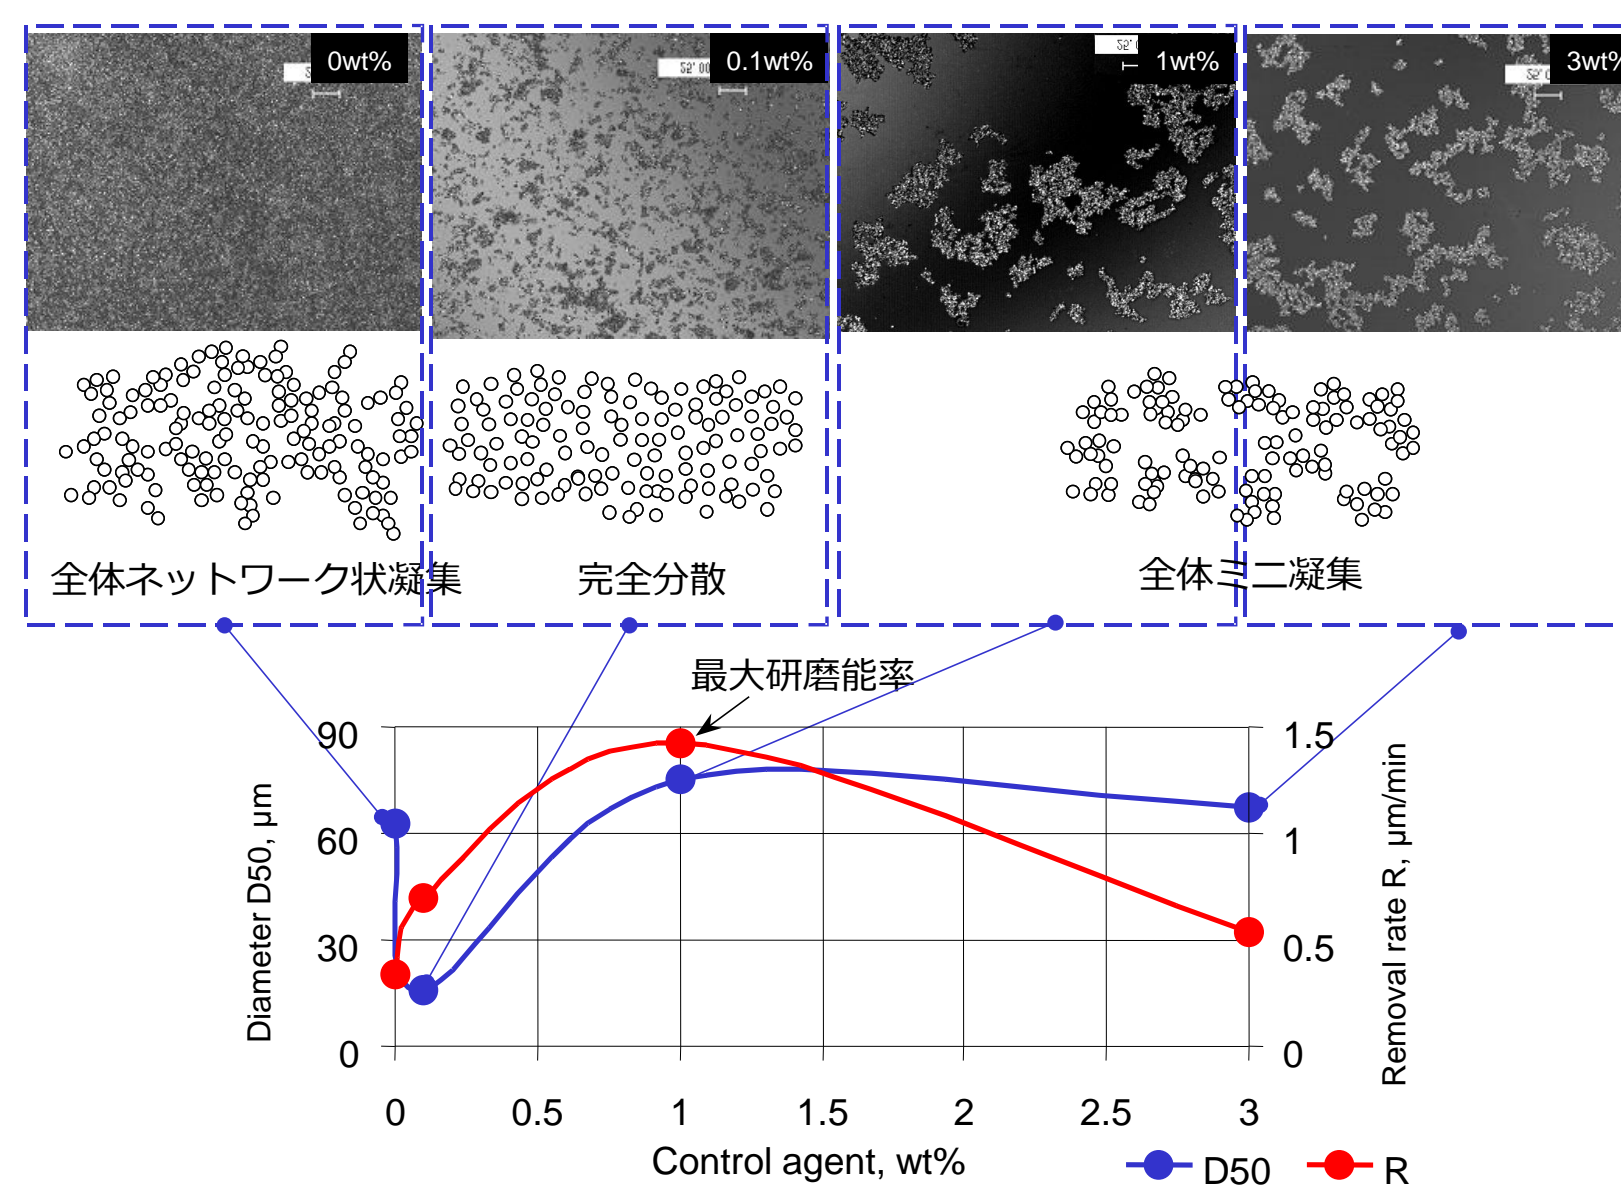 0wt%
0.1wt%
1wt%
3wt%
全体ネットワーク状凝集
完全分散
全体ミニ凝集
最大研磨能率
90
60
30
0
Diameter D50, μm
1.5
1
0.5
0
Removal rate R, μm/min
0
0.5
1
1.5
2
2.5
3
Control agent, wt%
D50
R